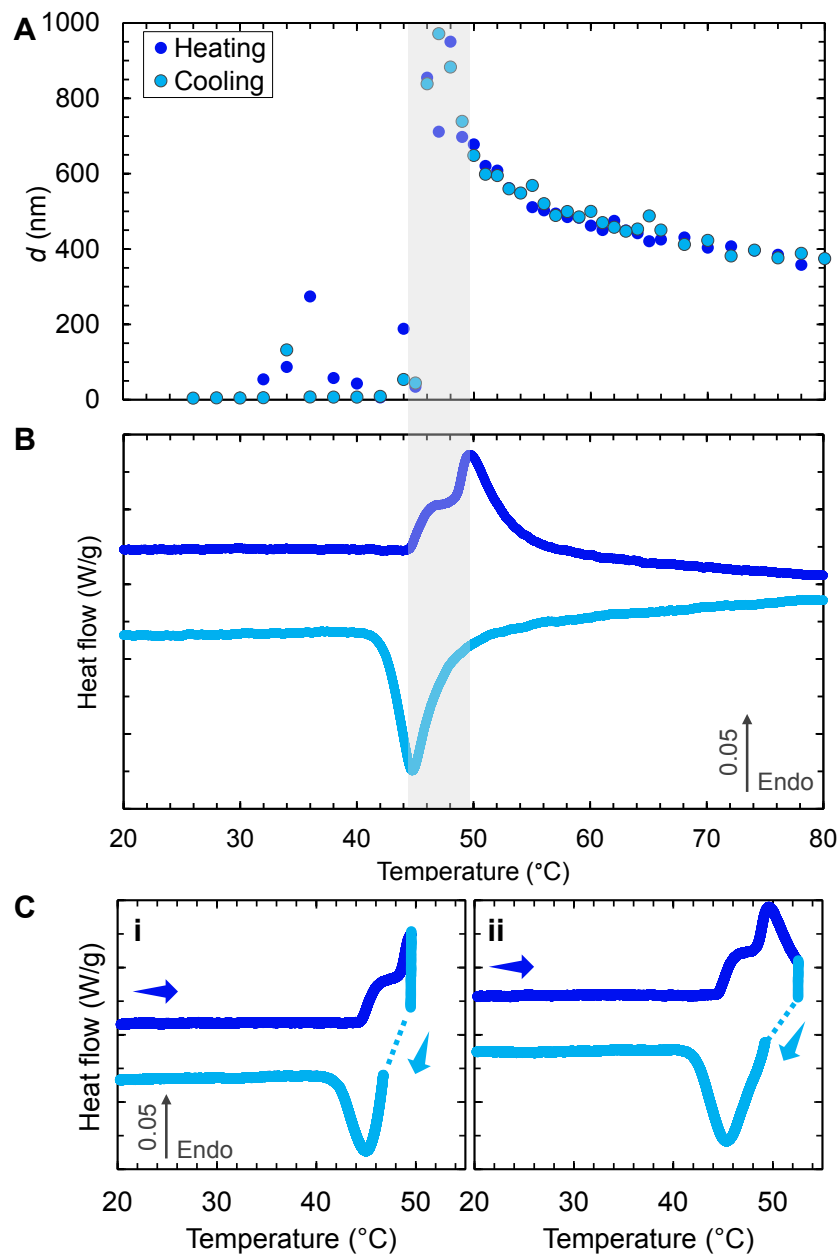 A
1000
Heating
Cooling
800
600
400
200
0
d (nm)
B
Heat flow (W/g)
0.05
Endo
20 30 40 50 60 70 80
Temperature (°C)
C
i
ii
Heat flow (W/g)
0.05
Endo
20 30 40 50
20 30 40 50
Temperature (°C)
Temperature (°C)